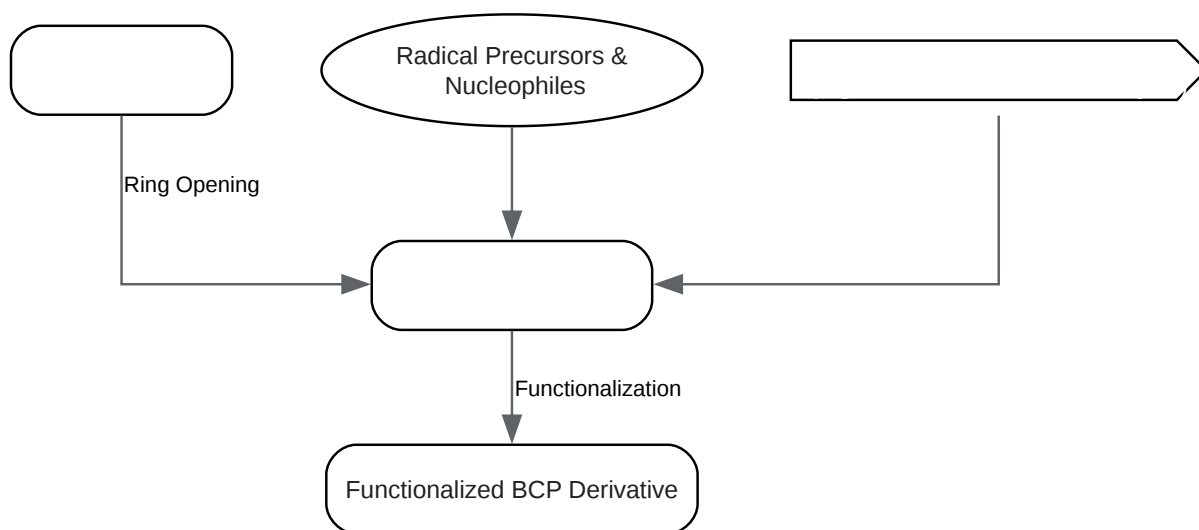 Radical Precursors &
Nucleophiles
Ring Opening
Functionalization
Functionalized BCP Derivative